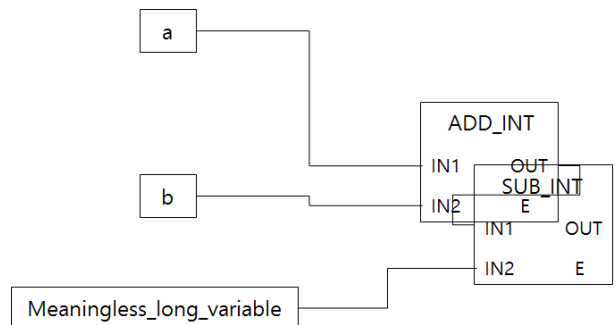 a
ADD_INT
IN1 OUT
SUB_INT
b
IN2 E
IN1 OUT
IN2 E
Meaningless_long_variable